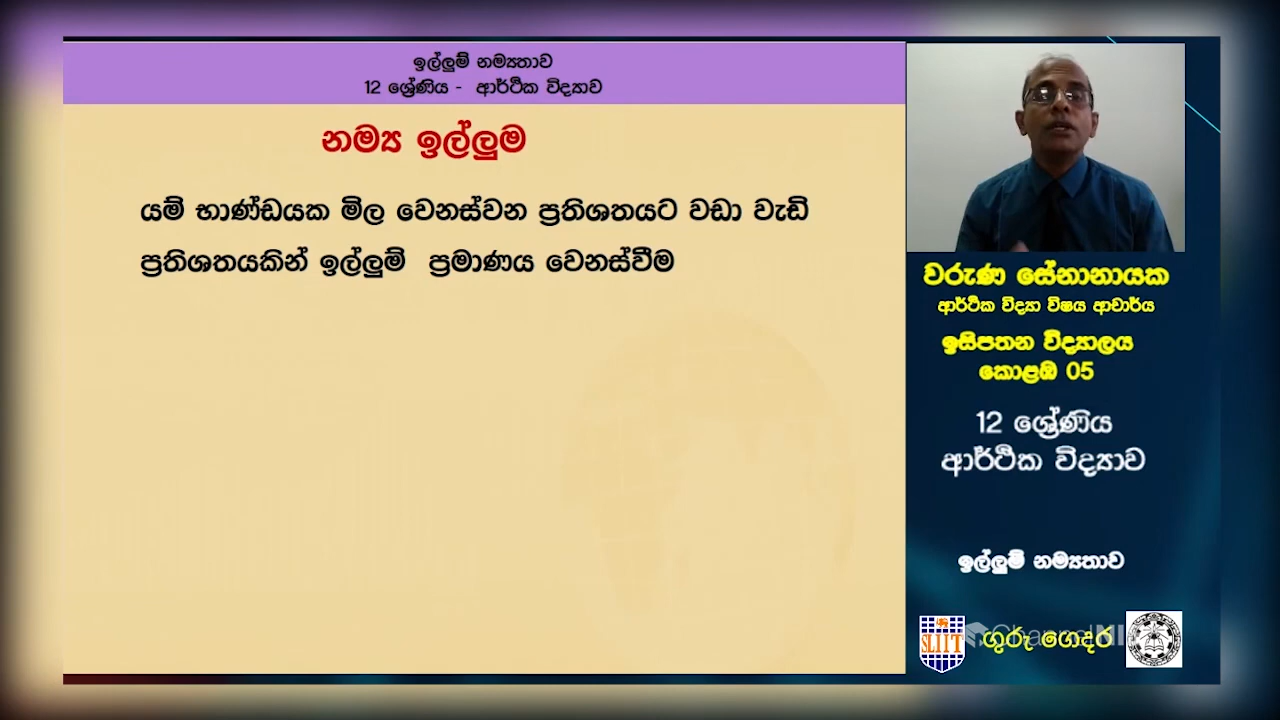 ඉල්ලුම් නම්‍යතාව
12 ශ්‍රේණිය - ආර්ථික විද්‍යාව
නම්‍ය ඉල්ලුම
යම් භාණ්ඩයක මිල වෙනස්වන ප්‍රතිශතයට වඩා වැඩි
ප්‍රතිශතයකින් ඉල්ලුම් ප්‍රමාණය වෙනස්වීම
වරුණ සේනානායක
ආර්ථික විද්‍යා විෂය ආචාර්ය
ඉසිපතන විද්‍යාලය
කොළඹ 05
12 ශ්‍රේණිය
ආර්ථික විද්‍යාව
ඉල්ලුම් නම්‍යතාව
SLIIT
ගුරු ගෙදර